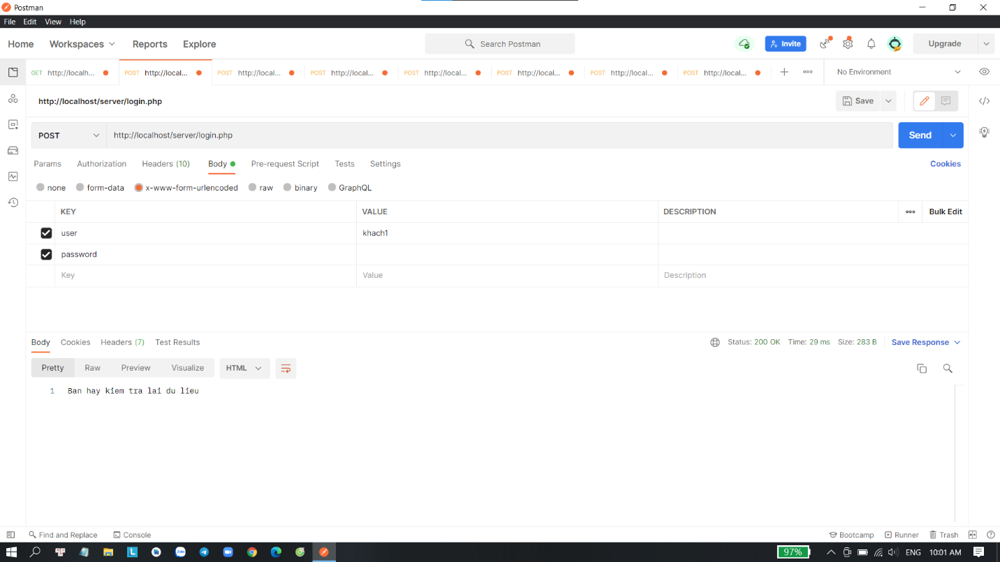 Postman
File Edit View Help
Home Workspaces Reports Explore Search Postman Invite Upgrade
GET http://localh... POST http://local... POST http://local... POST http://local... POST http://local... POST http://local... POST http://local... POST http://local... No Environment
http://localhost/server/login.php Save
POST http://localhost/server/login.php Send
Params Authorization Headers (10) Body Pre-request Script Tests Settings Cookies
none form-data x-www-form-urlencoded raw binary GraphQL
KEY VALUE DESCRIPTION Bulk Edit
user khach1
password
Key Value Description
Body Cookies Headers (7) Test Results Status: 200 OK Time: 29 ms Size: 283 B Save Response
Pretty Raw Preview Visualize HTML
1 Ban hay kiem tra lai du lieu
Find and Replace Console Bootcamp Runner Trash
L Zalo 97% ENG 10:01 AM